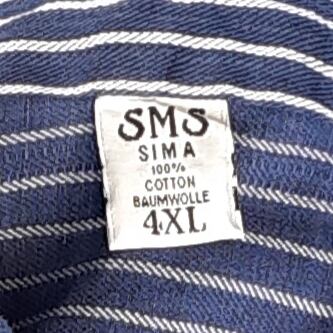 SMS
SIMA
100%
COTTON
BAUMWOLLE
4XL